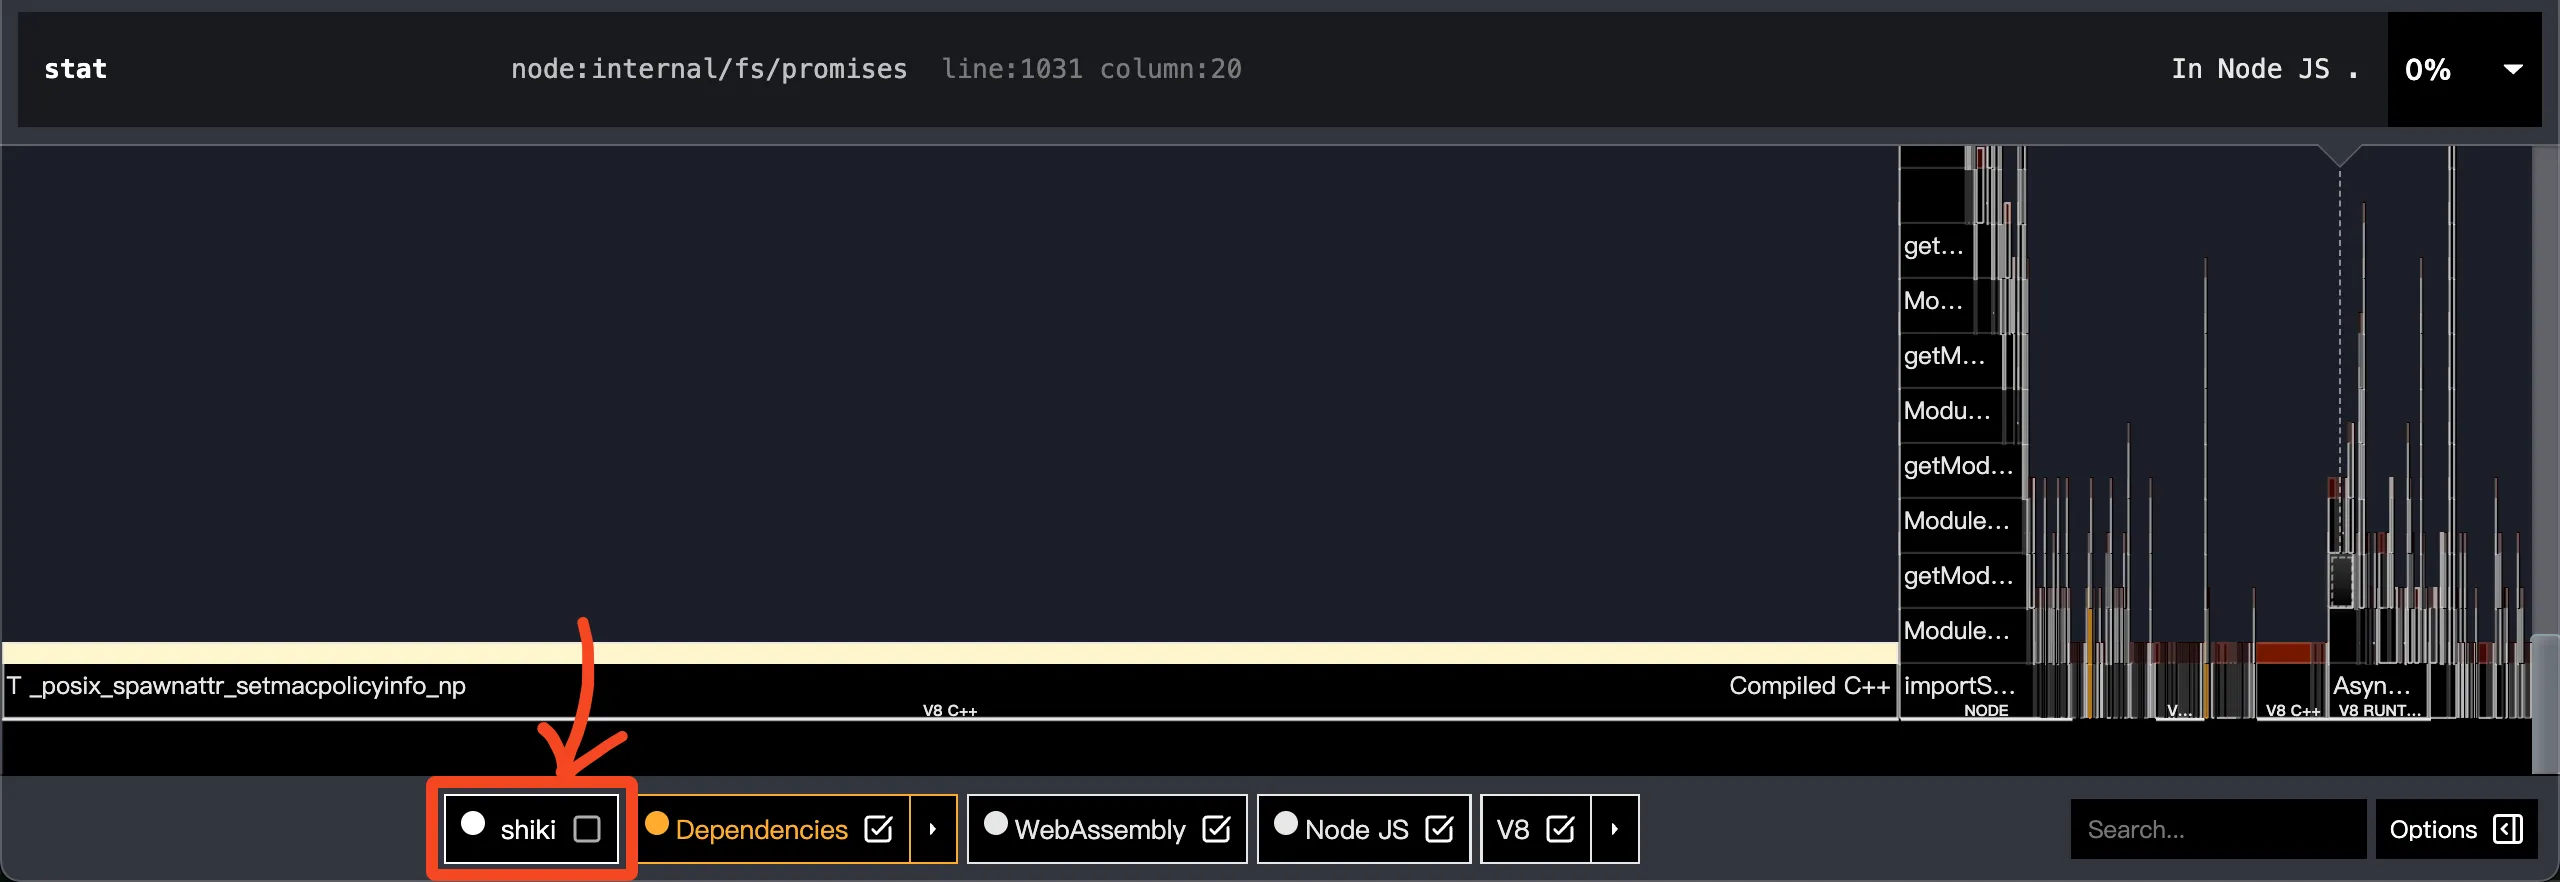 stat node:internal/fs/promises line:1031 column:20 In Node JS . 0%
get...
Mo...
getM...
Modu...
getMod...
Module...
getMod...
Module...
T _posix_spawnattr_setmacpolicyinfo_np Compiled C++ importS... Asyn...
V8 C++ NODE V... V8 C++ V8 RUNT...
shiki Dependencies WebAssembly Node JS V8 Search... Options